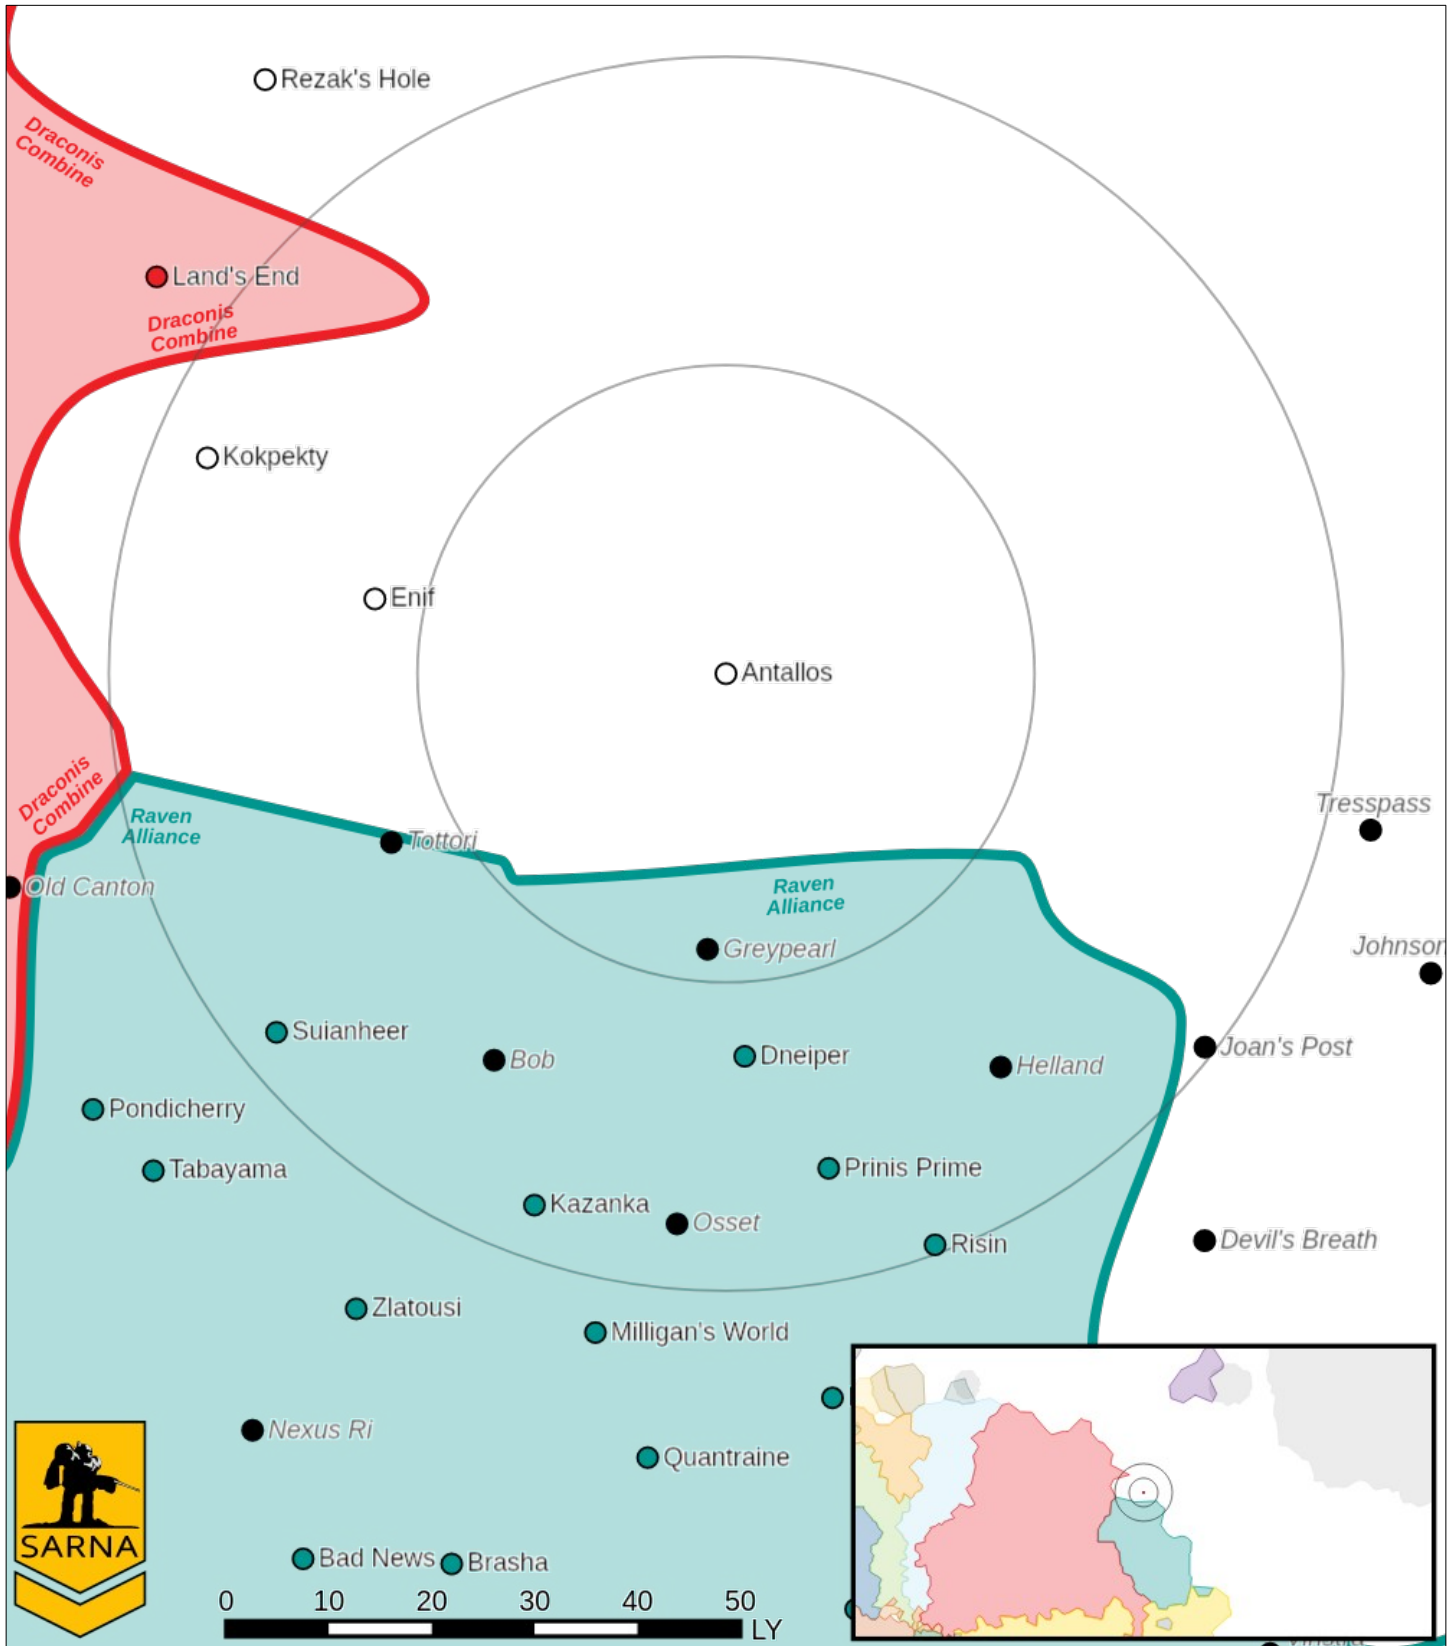 Rezak's Hole
Draconis
Combine
Land's End
Draconis
Combine
Kokpekty
Enif
Antallos
Draconis
Combine
Raven
Alliance
Tresspass
Tottori
Old Canton
Raven
Alliance
Greypearl
Johnson
Suianheer
Bob
Dneiper
Helland
Joan's Post
Pondicherry
Tabayama
Prinis Prime
Kazanka
Osset
Risin
Devil's Breath
Zlatousi
Milligan's World
Nexus Ri
Quantraine
SARNA
Bad News
Brasha
0 10 20 30 40 50
LY